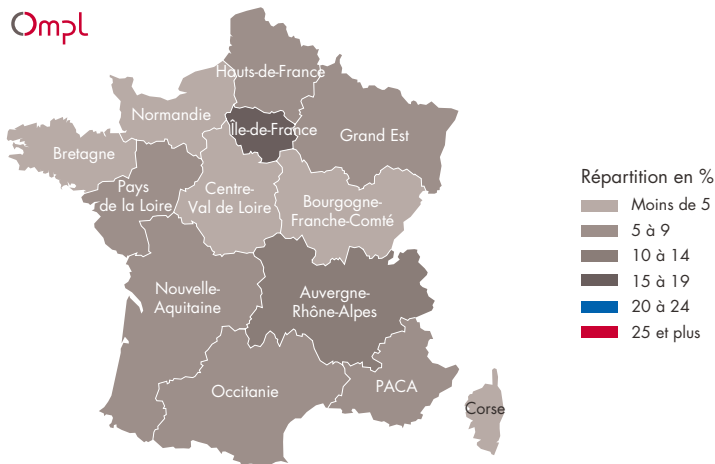 Ompl
Hauts-de-France
Normandie
Île-de-France
Grand Est
Bretagne
Pays
de la Loire
Centre-
Val de Loire
Bourgogne-
Franche-Comté
Nouvelle-
Aquitaine
Auvergne-
Rhône-Alpes
Occitanie
PACA
Corse
Répartition en %
Moins de 5
5 à 9
10 à 14
15 à 19
20 à 24
25 et plus